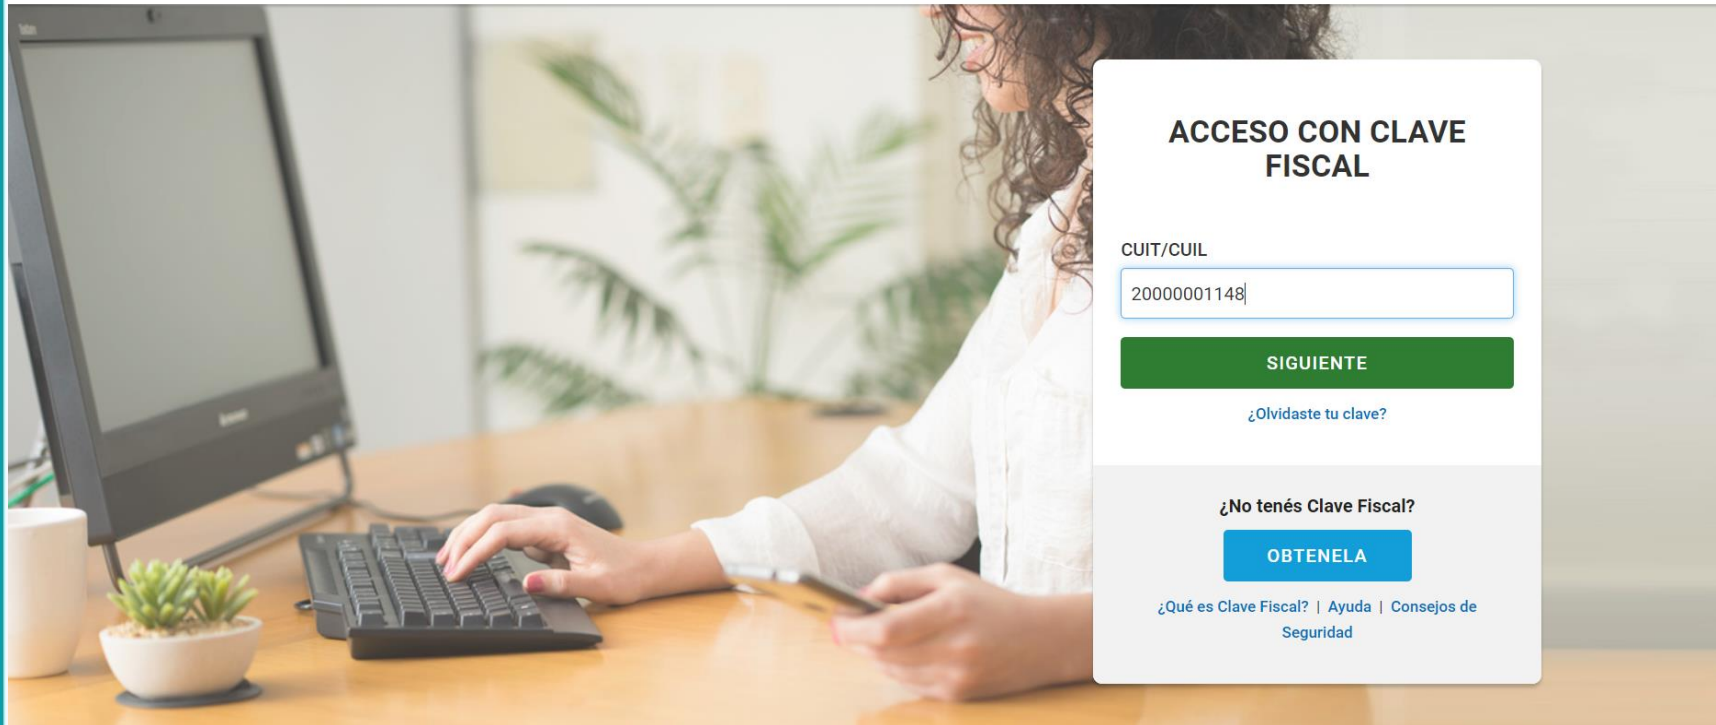 ACCESO CON CLAVE
FISCAL
CUIT/CUIL
20000001148
SIGUIENTE
¿Olvidaste tu clave?
¿No tenés Clave Fiscal?
OBTENELA
¿Qué es Clave Fiscal? | Ayuda | Consejos de
Seguridad